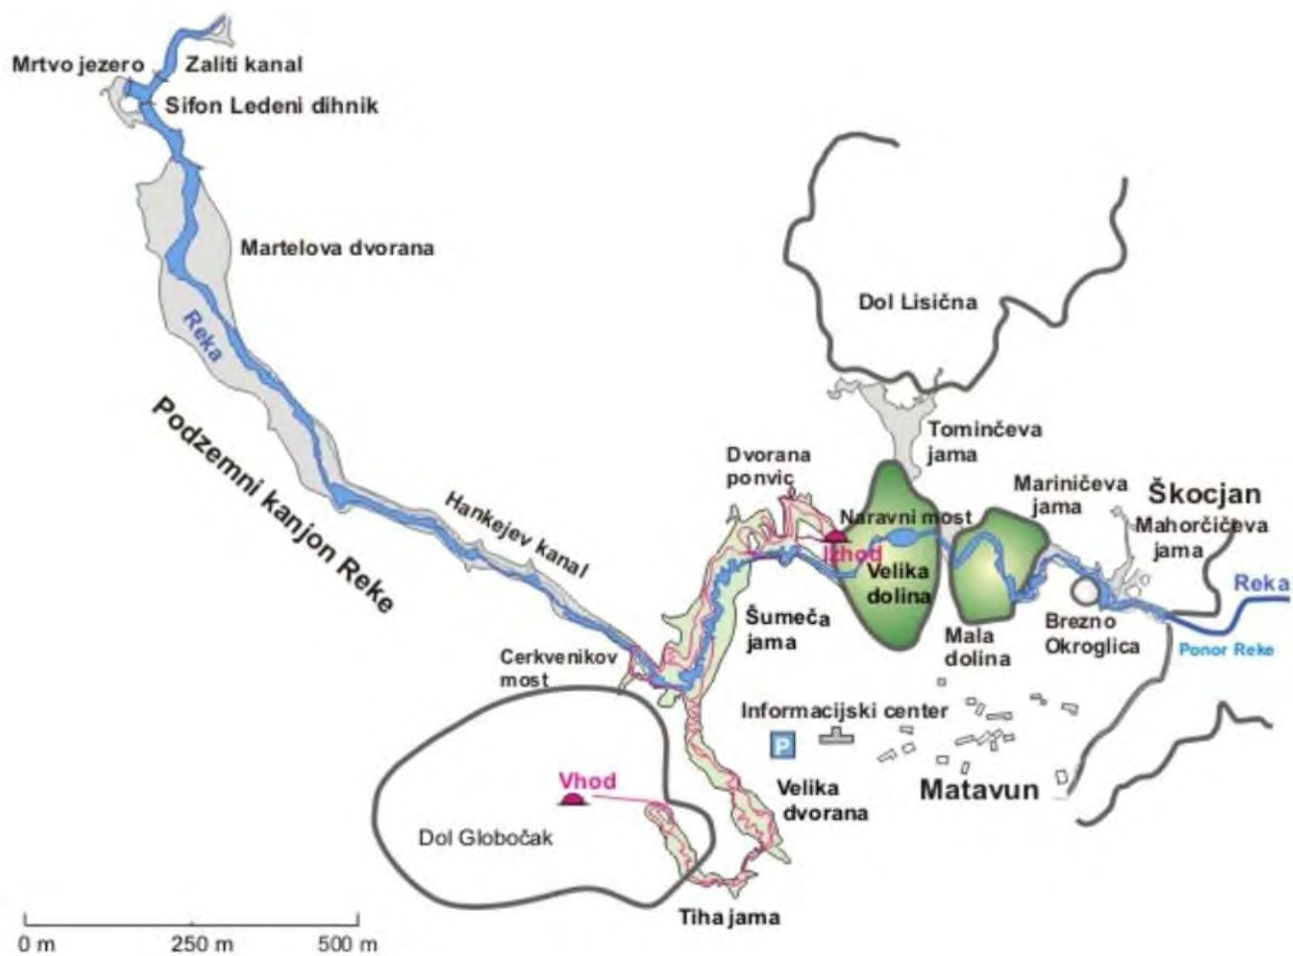 Mrtvo jezero
Zaliti kanal
Sifon Ledeni dihnik
Martelova dvorana
Reka
Podzemni kanjon Reke
Hankejev kanal
Dol Lisična
Tominčeva
jama
Dvorana
ponvic
Naravni most
Izhod
Velika
dolina
Mariničeva
jama
Škocjan
Mahorčičeva
jama
Reka
Ponor Reke
Brezno
Okroglica
Mala
dolina
Šumeča
jama
Cerkvenikov
most
Informacijski center
P
Matavun
Velika
dvorana
Vhod
Dol Globočak
Tiha jama
0 m 250 m 500 m